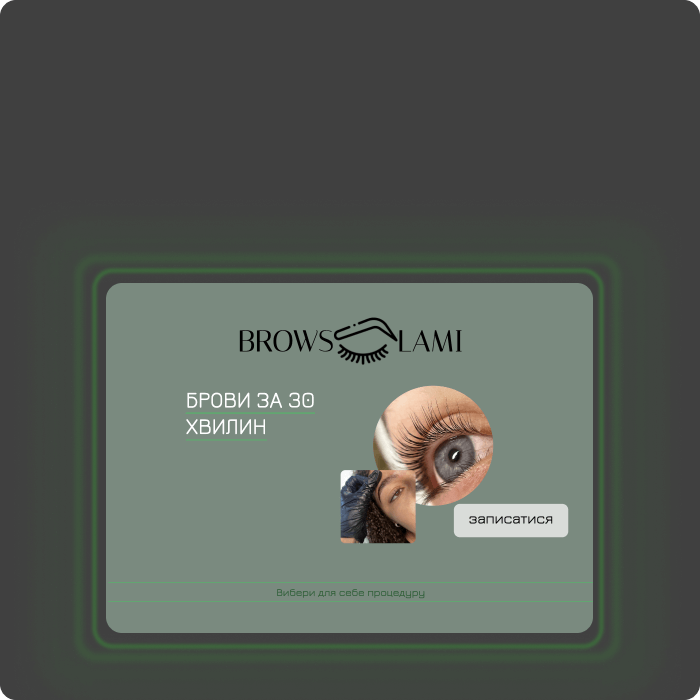 BROWS LAMI
БРОВИ ЗА 30
ХВИЛИН
записатися
Вибери для себе процедуру